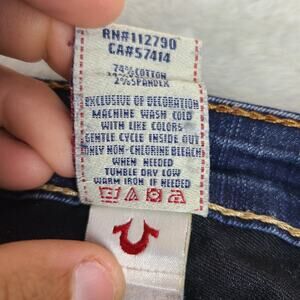 RN#112790
CA#57414
74%COTTON
2%SPANDEX
EXCLUSIVE OF DECORATION
MACHINE WASH COLD
WITH LIKE COLORS
GENTLE CYCLE INSIDE OUT
ONLY NON-CHLORINE BLEACH
WHEN NEEDED
TUMBLE DRY LOW
WARM IRON IF NEEDED